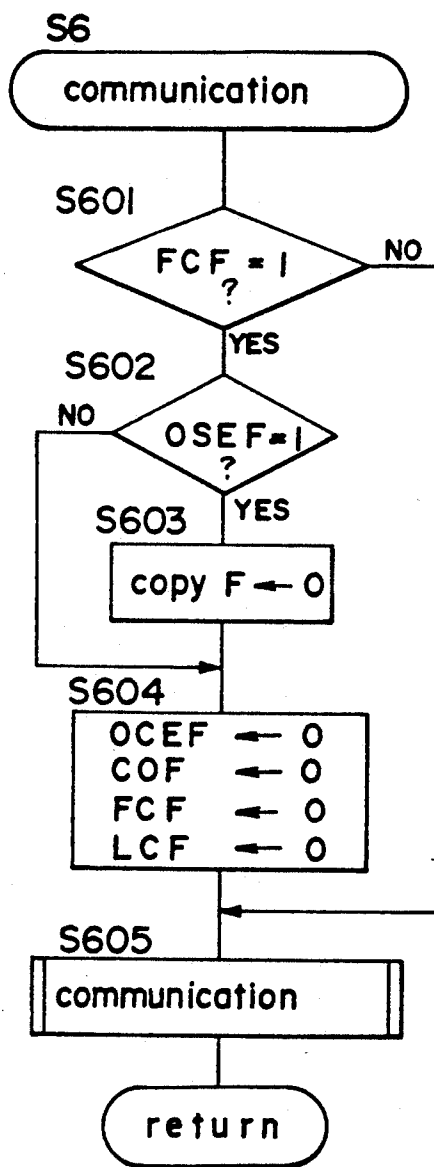 S6
communication
S601
FCF = 1
?
NO
YES
S602
NO
OSEF=1
?
YES
S603
copy F ← 0
S604
OCEF ← 0
COF ← 0
FCF ← 0
LCF ← 0
S605
communication
return